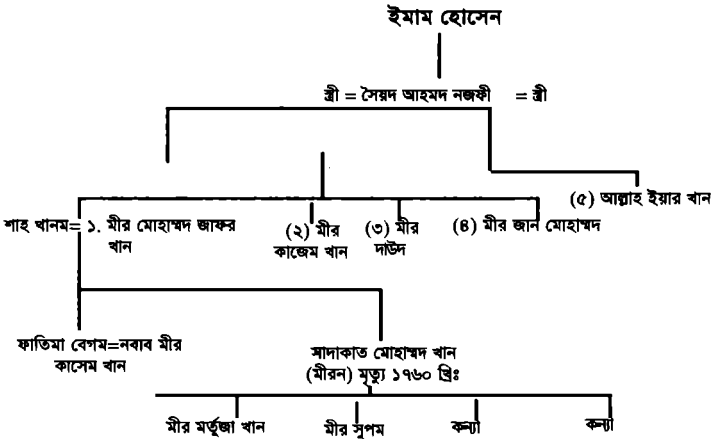 ইমাম হোসেন
স্ত্রী = সৈয়দ আহমদ নজফী = স্ত্রী
(৫) আল্লাহ ইয়ার খান
শাহ খানম= ১. মীর মোহাম্মদ জাফর
খান
(২) মীর
কাজেম খান
(৩) মীর
দাউদ
(৪) মীর জান মোহাম্মদ
ফাতিমা বেগম=নবাব মীর
কাসেম খান
সাদাকাত মোহাম্মদ খান
(মীরন) মৃত্যু ১৭৬০ খ্রিঃ
মীর মর্তূজা খান
মীর সুপম
কন্যা
কন্যা